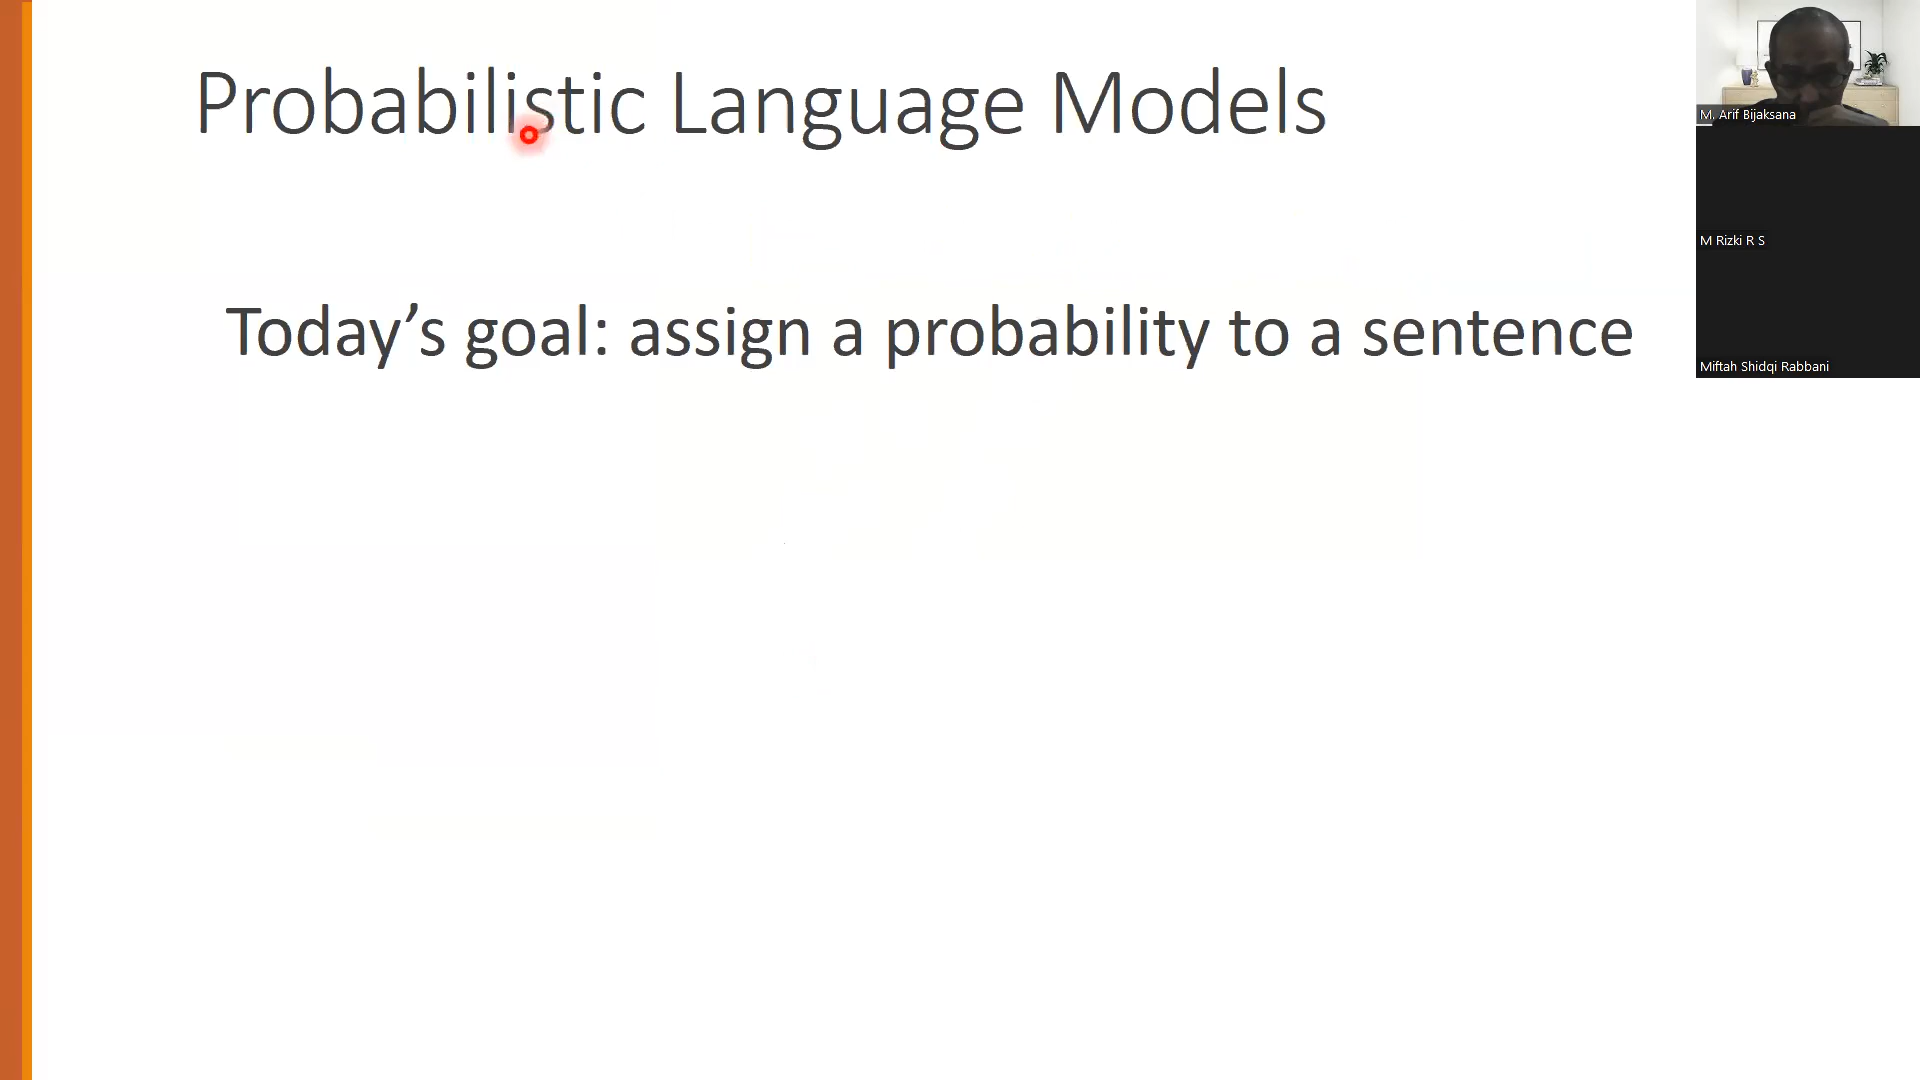 Probabilistic Language Models
Today’s goal: assign a probability to a sentence
M. Arif Bijaksana
M Rizki R S
Miftah Shidqi Rabbani